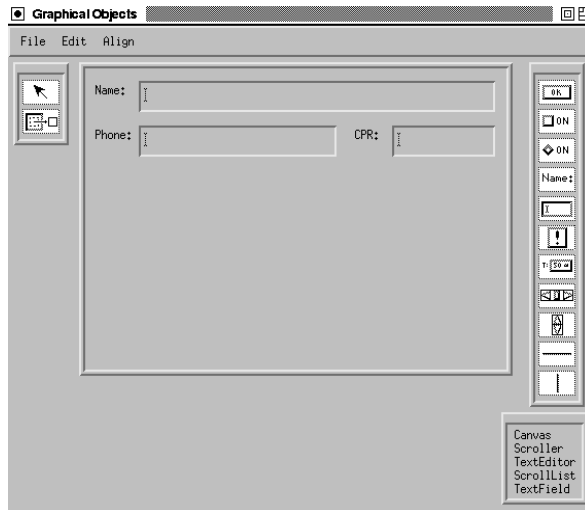 Graphical Objects
File Edit Align
Name:
Phone: CPR:
OK
ON
ON
Name:
Canvas
Scroller
TextEditor
ScrollList
TextField